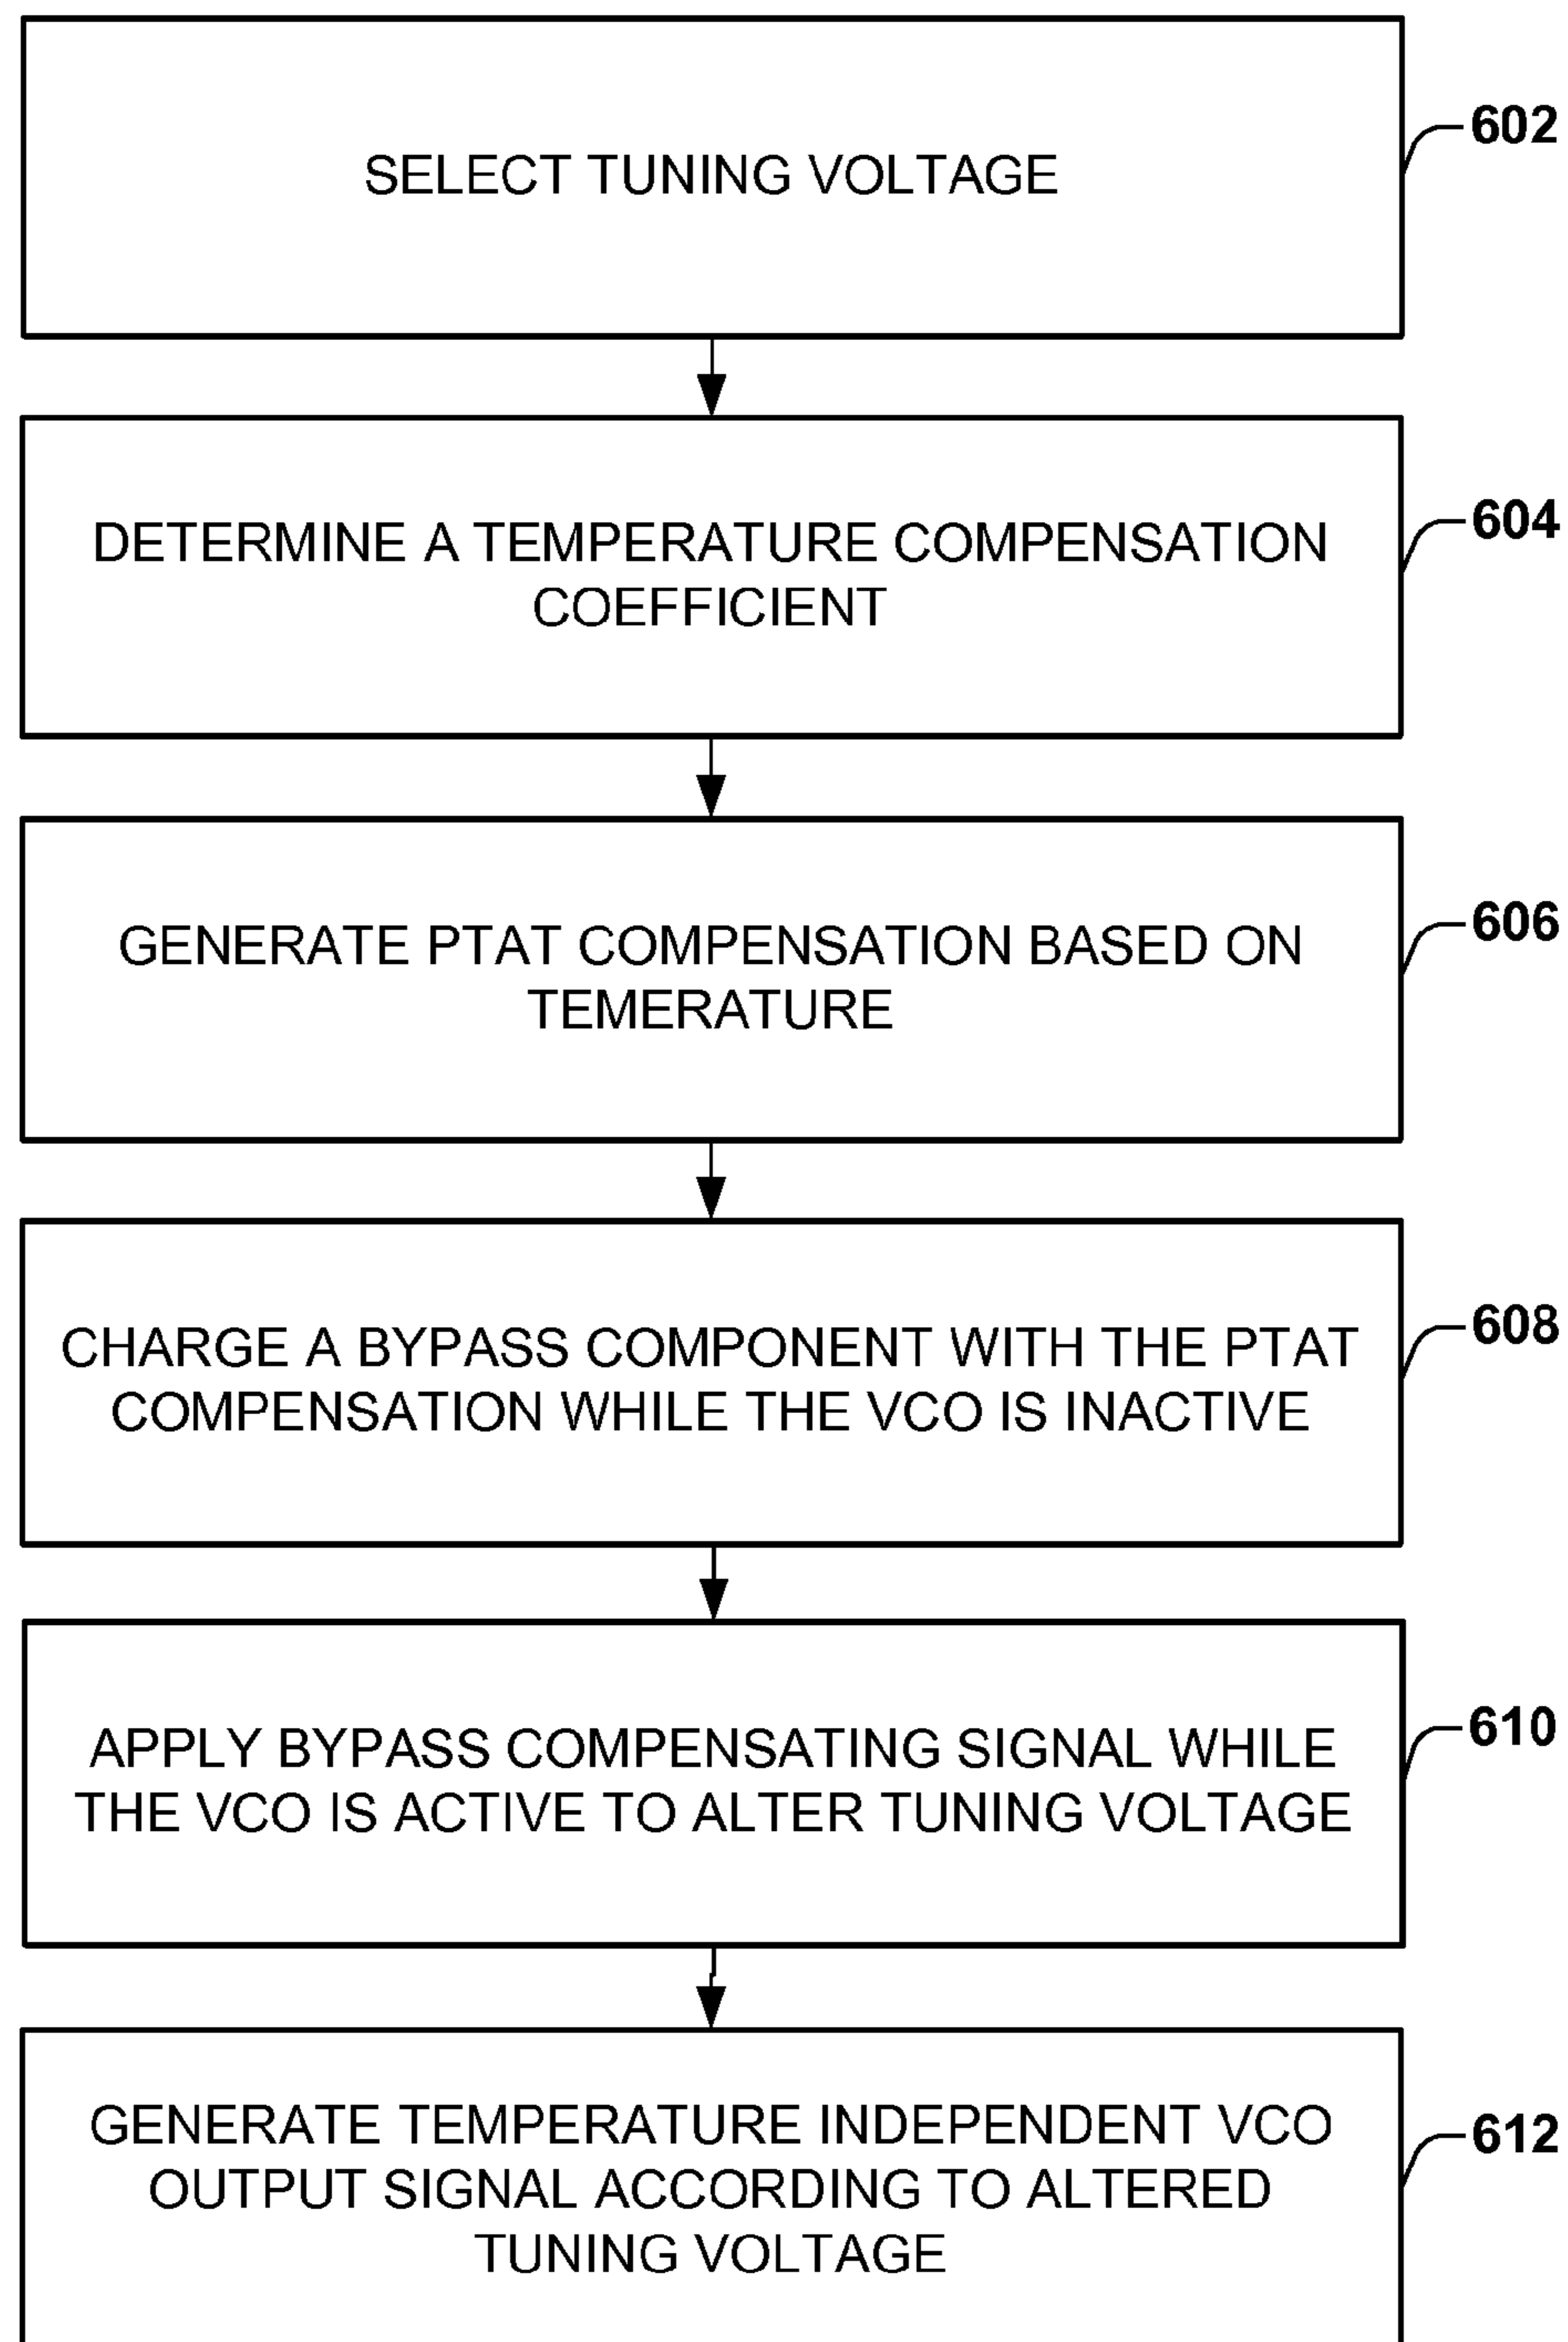 SELECT TUNING VOLTAGE
602
DETERMINE A TEMPERATURE COMPENSATION
COEFFICIENT
604
GENERATE PTAT COMPENSATION BASED ON
TEMERATURE
606
CHARGE A BYPASS COMPONENT WITH THE PTAT
COMPENSATION WHILE THE VCO IS INACTIVE
608
APPLY BYPASS COMPENSATING SIGNAL WHILE
THE VCO IS ACTIVE TO ALTER TUNING VOLTAGE
610
GENERATE TEMPERATURE INDEPENDENT VCO
OUTPUT SIGNAL ACCORDING TO ALTERED
TUNING VOLTAGE
612